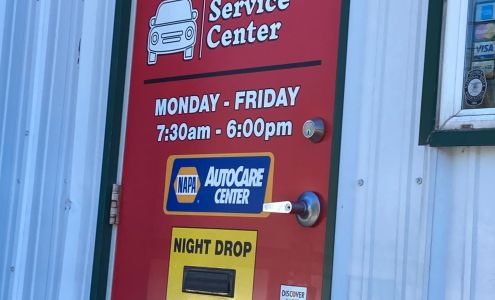 Service
Center
MONDAY - FRIDAY
7:30am - 6:00pm
NAPA
AUTOCARE
CENTER
NIGHT DROP
DISCOVER
VISA